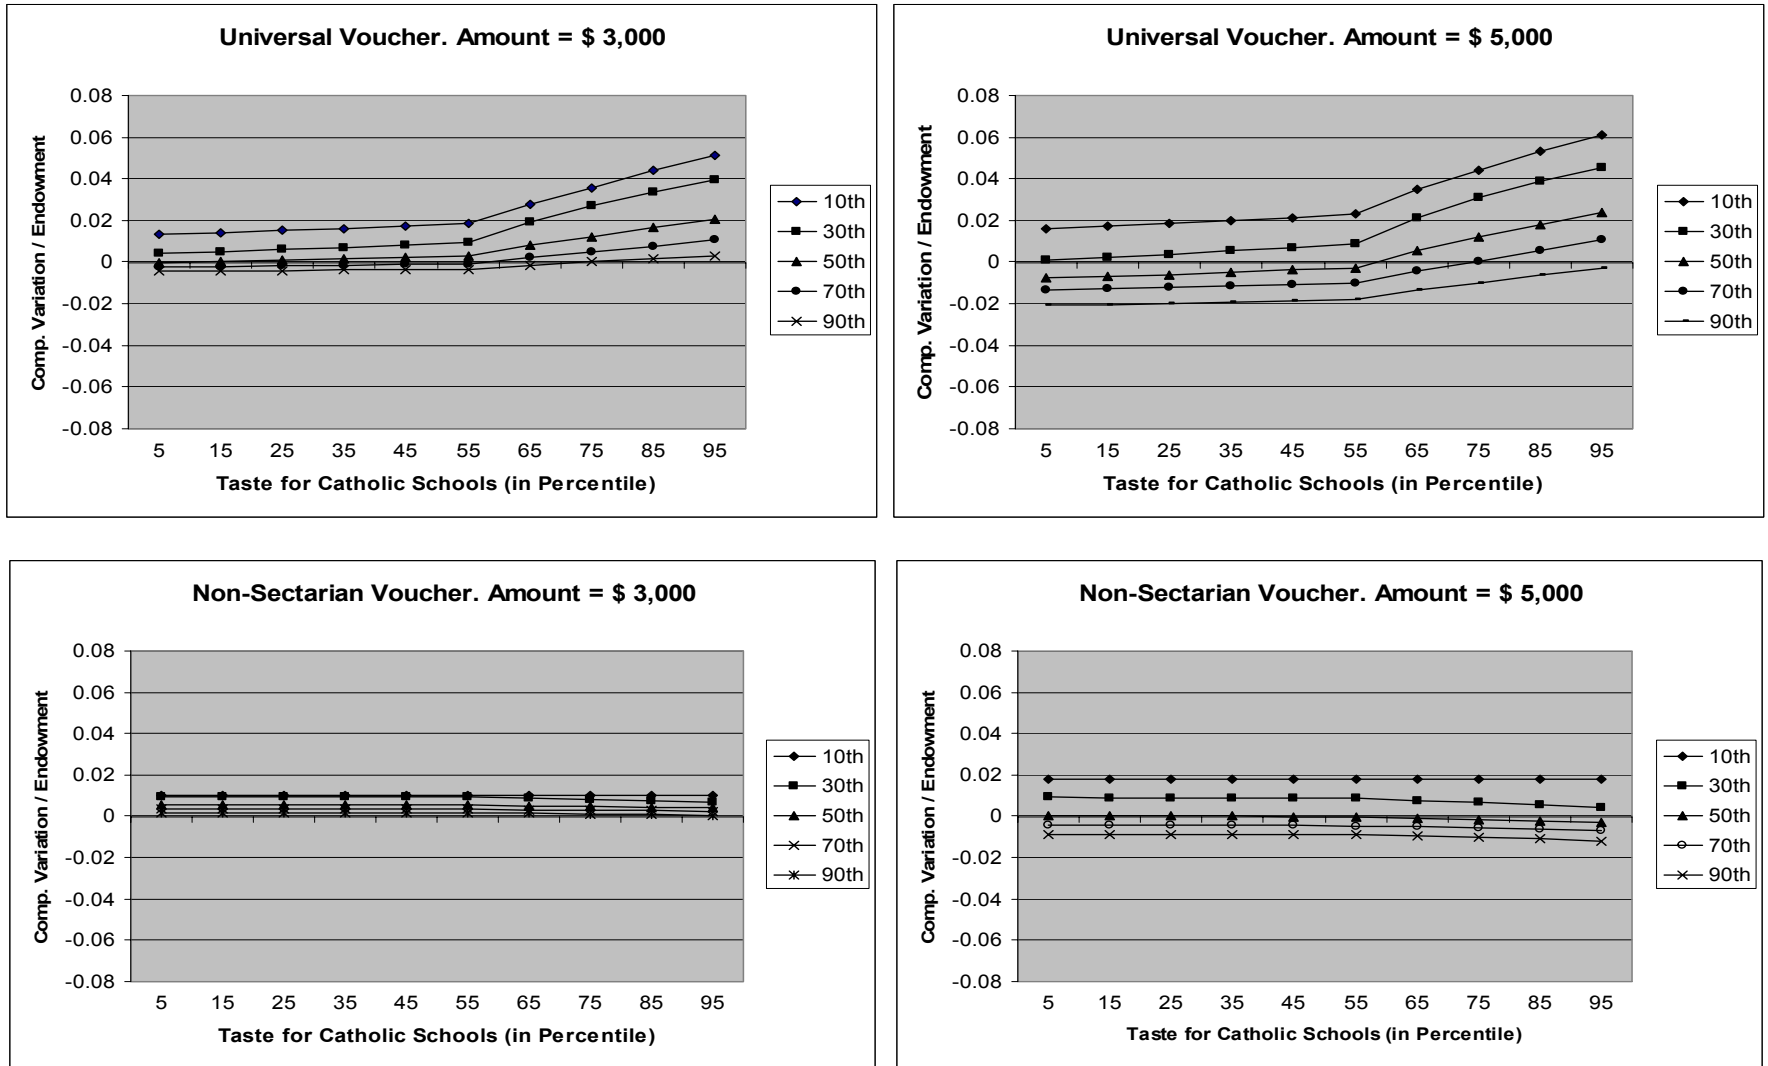 Universal Voucher. Amount = $ 3,000
Comp. Variation / Endowment
0.08
0.06
0.04
0.02
0
-0.02
-0.04
-0.06
-0.08
5 15 25 35 45 55 65 75 85 95
Taste for Catholic Schools (in Percentile)
10th
30th
50th
70th
90th
Universal Voucher. Amount = $ 5,000
Comp. Variation / Endowment
0.08
0.06
0.04
0.02
0
-0.02
-0.04
-0.06
-0.08
5 15 25 35 45 55 65 75 85 95
Taste for Catholic Schools (in Percentile)
10th
30th
50th
70th
90th
Non-Sectarian Voucher. Amount = $ 3,000
Comp. Variation / Endowment
0.08
0.06
0.04
0.02
0
-0.02
-0.04
-0.06
-0.08
5 15 25 35 45 55 65 75 85 95
Taste for Catholic Schools (in Percentile)
10th
30th
50th
70th
90th
Non-Sectarian Voucher. Amount = $ 5,000
Comp. Variation / Endowment
0.08
0.06
0.04
0.02
0
-0.02
-0.04
-0.06
-0.08
5 15 25 35 45 55 65 75 85 95
Taste for Catholic Schools (in Percentile)
10th
30th
50th
70th
90th